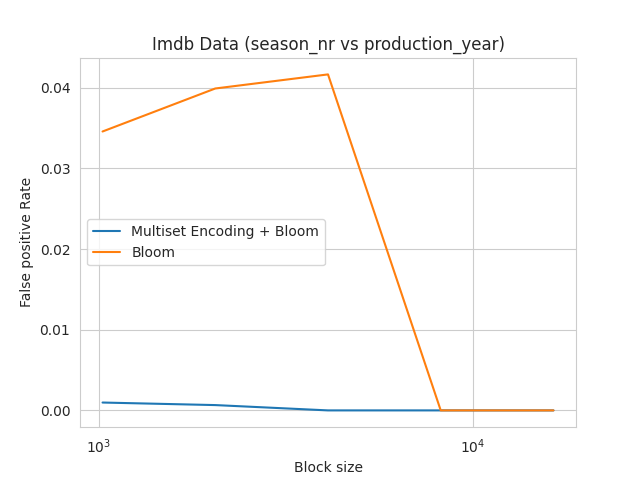 Imdb Data (season_nr vs production_year)
False positive Rate
0.04
0.03
0.02
0.01
0.00
Multiset Encoding + Bloom
Bloom
10³
10⁴
Block size